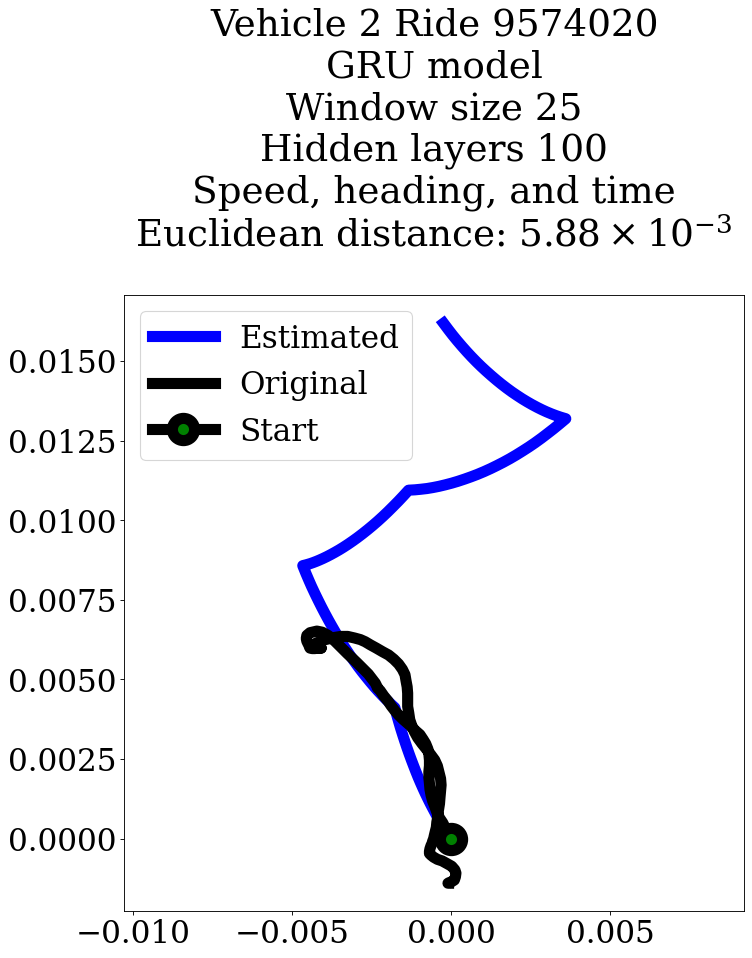 Vehicle 2 Ride 9574020
GRU model
Window size 25
Hidden layers 100
Speed, heading, and time
Euclidean distance: 5.88 × 10⁻³
Estimated
Original
Start
0.0150
0.0125
0.0100
0.0075
0.0050
0.0025
0.0000
−0.010 −0.005 0.000 0.005